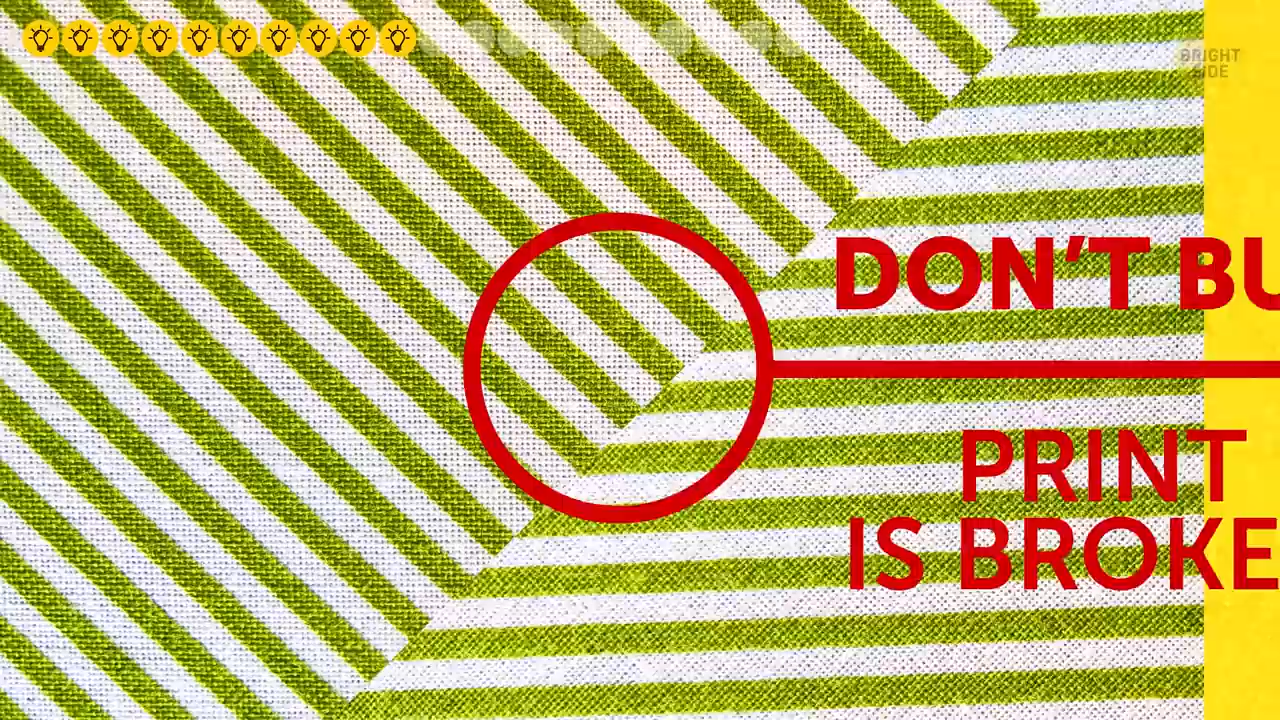 BRIGHT
SIDE
DON'T BU
PRINT
IS BROKE